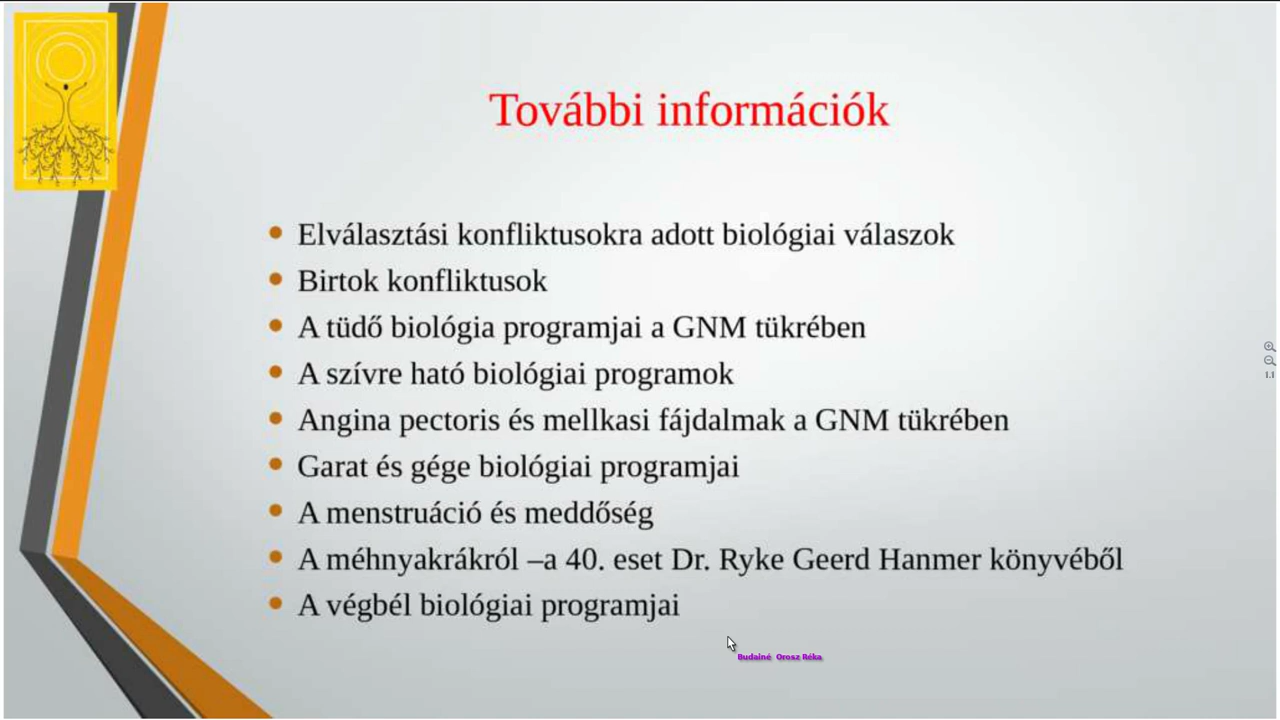 További információk
Elválasztási konfliktusokra adott biológiai válaszok
Birtok konfliktusok
A tüdő biológia programjai a GNM tükrében
A szívre ható biológiai programok
Angina pectoris és mellkasi fájdalmak a GNM tükrében
Garat és gége biológiai programjai
A menstruáció és meddőség
A méhnyakrákról –a 40. eset Dr. Ryke Geerd Hanmer könyvéből
A végbél biológiai programjai
Budainé Orosz Réka
1:1